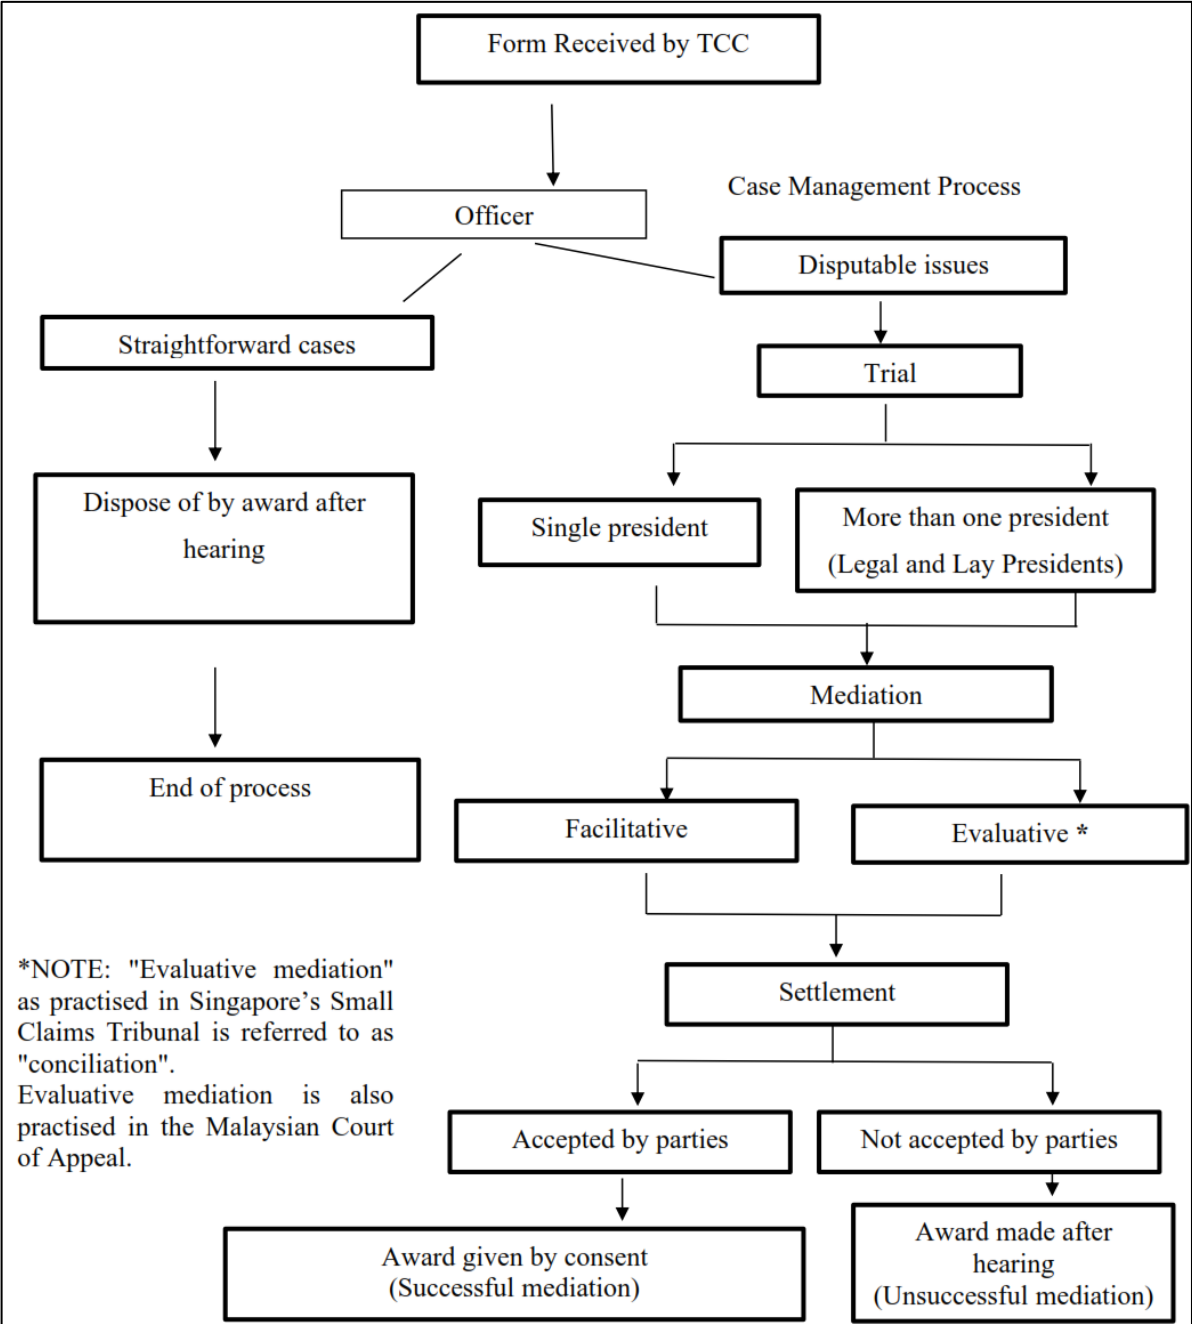 Form Received by TCC
Case Management Process
Officer
Disputable issues
Straightforward cases
Trial
Dispose of by award after
hearing
Single president
More than one president
(Legal and Lay Presidents)
Mediation
End of process
Facilitative
Evaluative *
*NOTE: "Evaluative mediation"
as practised in Singapore’s Small
Claims Tribunal is referred to as
"conciliation".
Evaluative mediation is also
practised in the Malaysian Court
of Appeal.
Settlement
Accepted by parties
Not accepted by parties
Award given by consent
(Successful mediation)
Award made after
hearing
(Unsuccessful mediation)